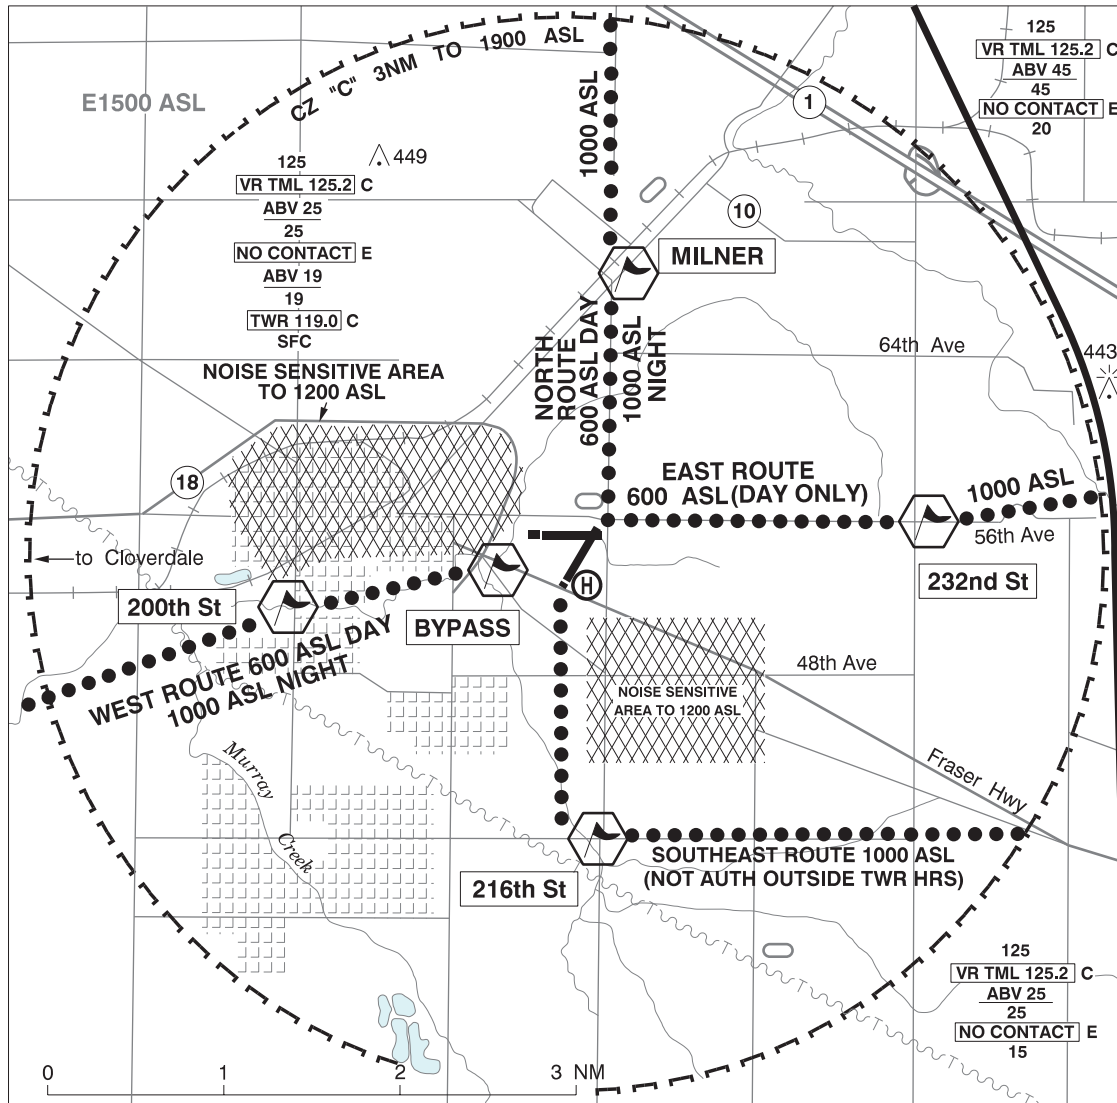 CZ "C" 3NM TO 1900 ASL
E1500 ASL
125
VR TML 125.2 C
ABV 25
25
NO CONTACT E
ABV 19
19
TWR 119.0 C
SFC
449
NOISE SENSITIVE AREA
TO 1200 ASL
1000 ASL
1
125
VR TML 125.2 C
ABV 45
45
NO CONTACT E
20
10
MILNER
NORTH
ROUTE
600 ASL DAY
1000 ASL
NIGHT
64th Ave
443
18
EAST ROUTE
600 ASL (DAY ONLY)
1000 ASL
56th Ave
232nd St
to Cloverdale
200th St
BYPASS
H
WEST ROUTE 600 ASL DAY
1000 ASL NIGHT
48th Ave
NOISE SENSITIVE
AREA TO 1200 ASL
Murray
Creek
Fraser Hwy
SOUTHEAST ROUTE 1000 ASL
(NOT AUTH OUTSIDE TWR HRS)
216th St
125
VR TML 125.2 C
ABV 25
25
NO CONTACT E
15
0 1 2 3 NM